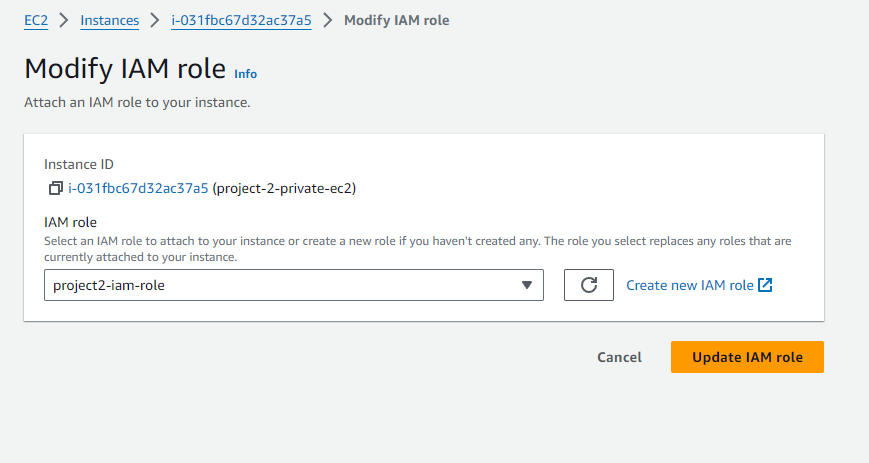 EC2 > Instances > i-031fbc67d32ac37a5 > Modify IAM role
Modify IAM role Info
Attach an IAM role to your instance.
Instance ID
i-031fbc67d32ac37a5 (project-2-private-ec2)
IAM role
Select an IAM role to attach to your instance or create a new role if you haven't created any. The role you select replaces any roles that are
currently attached to your instance.
project2-iam-role Create new IAM role
Cancel Update IAM role